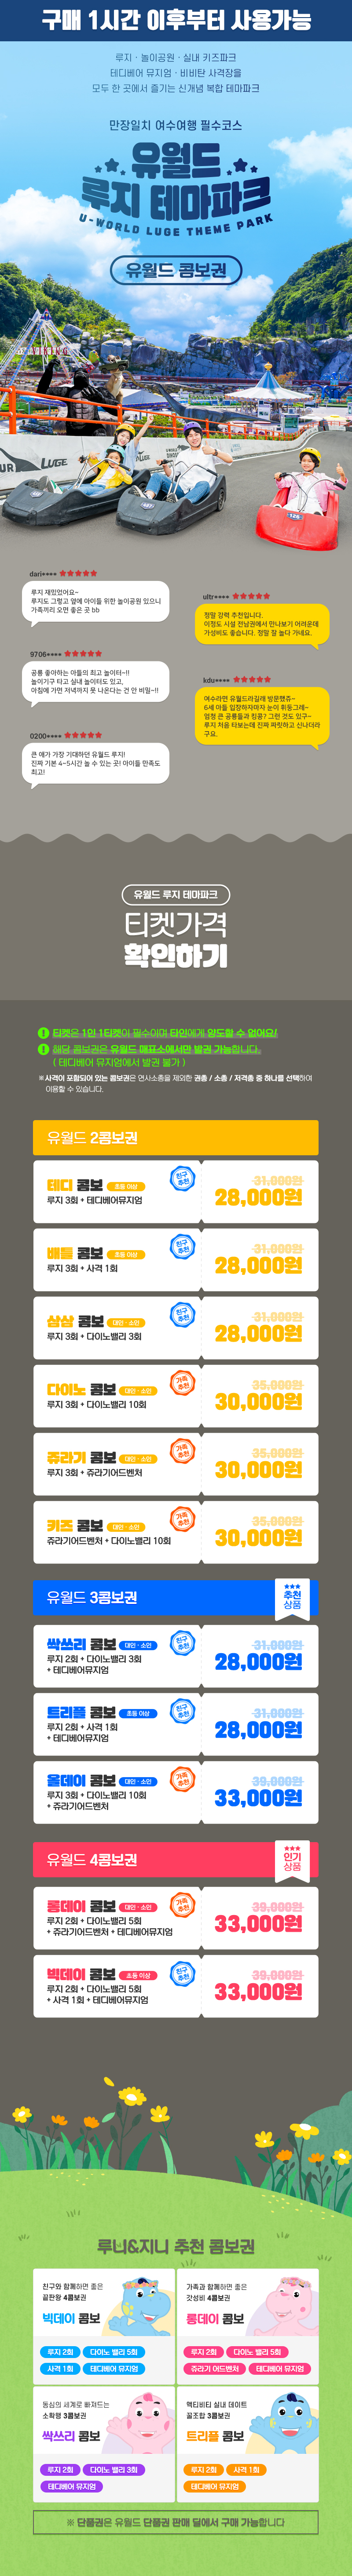 구매 1시간 이후부터 사용가능
루지 · 놀이공원 · 실내 키즈파크
테디베어 뮤지엄 · 비비탄 사격장을
모두 한 곳에서 즐기는 신개념 복합 테마파크
만장일치 여수여행 필수코스
유월드
루지 테마파크
U-WORLD LUGE THEME PARK
유월드 콤보권
LUGE
dari**** ★★★★★
루지 재밌었어요~
루지도 그렇고 옆에 아이들 위한 놀이공원 있으니
가족끼리 오면 좋은 곳 bb
ultr**** ★★★★★
정말 강력 추천입니다.
이정도 시설 전남권에서 만나보기 어려운데
가성비도 좋습니다. 정말 잘 놀다 가네요.
9706**** ★★★★★
공룡 좋아하는 아들의 최고 놀이터~!!
놀이기구 타고 실내 놀이터도 있고,
아침에 가면 저녁까지 못 나온다는 건 안 비밀~!!
kdu**** ★★★★★
여수라면 유월드라길래 방문했쥬~
6세 아들 입장하자마자 눈이 휘둥그레~
엄청 큰 공룡들과 킹콩? 그런 것도 있구~
루지 처음 타보는데 진짜 짜릿하고 신나더라
구요.
0200**** ★★★★★
큰 애가 가장 기대하던 유월드 루지!
진짜 기본 4~5시간 놀 수 있는 곳! 아이들 만족도
최고!
유월드 루지 테마파크
티켓가격
확인하기
! 티켓은 1인 1티켓이 필수이며 타인에게 양도할 수 없어요!
! 해당 콤보권은 유월드 매표소에서만 발권 가능합니다.
( 테디베어 뮤지엄에서 발권 불가 )
※사격이 포함되어 있는 콤보권은 연사소총을 제외한 권총 / 소총 / 저격총 중 하나를 선택하여
이용할 수 있습니다.
유월드 2콤보권
테디 콤보 초등 이상
루지 3회 + 테디베어뮤지엄
친구 추천
31,000원
28,000원
배틀 콤보 초등 이상
루지 3회 + 사격 1회
친구 추천
31,000원
28,000원
삼삼 콤보 대인 · 소인
루지 3회 + 다이노밸리 3회
친구 추천
31,000원
28,000원
다이노 콤보 대인 · 소인
루지 3회 + 다이노밸리 10회
가족 추천
35,000원
30,000원
쥬라기 콤보 대인 · 소인
루지 3회 + 쥬라기어드벤처
가족 추천
35,000원
30,000원
키즈 콤보 대인 · 소인
쥬라기어드벤처 + 다이노밸리 10회
가족 추천
35,000원
30,000원
유월드 3콤보권
★★★
추천
상품
싹쓰리 콤보 대인 · 소인
루지 2회 + 다이노밸리 3회
+ 테디베어뮤지엄
친구 추천
31,000원
28,000원
트리플 콤보 초등 이상
루지 2회 + 사격 1회
+ 테디베어뮤지엄
친구 추천
31,000원
28,000원
올데이 콤보 대인 · 소인
루지 3회 + 다이노밸리 10회
+ 쥬라기어드벤처
가족 추천
39,000원
33,000원
유월드 4콤보권
★★★
인기
상품
롱데이 콤보 대인 · 소인
루지 2회 + 다이노밸리 5회
+ 쥬라기어드벤처 + 테디베어뮤지엄
가족 추천
39,000원
33,000원
빅데이 콤보 초등 이상
루지 2회 + 다이노밸리 5회
+ 사격 1회 + 테디베어뮤지엄
친구 추천
39,000원
33,000원
루니&지니 추천 콤보권
친구와 함께하면 좋은
끝판왕 4콤보권
빅데이 콤보
루지 2회 다이노 밸리 5회
사격 1회 테디베어 뮤지엄
가족과 함께하면 좋은
갓성비 4콤보권
롱데이 콤보
루지 2회 다이노 밸리 5회
쥬라기 어드벤처 테디베어 뮤지엄
동심의 세계로 빠져드는
소확행 3콤보권
싹쓰리 콤보
루지 2회 다이노 밸리 3회
테디베어 뮤지엄
액티비티 실내 데이트
꿀조합 3콤보권
트리플 콤보
루지 2회 사격 1회
테디베어 뮤지엄
※ 단품권은 유월드 단품권 판매 딜에서 구매 가능합니다